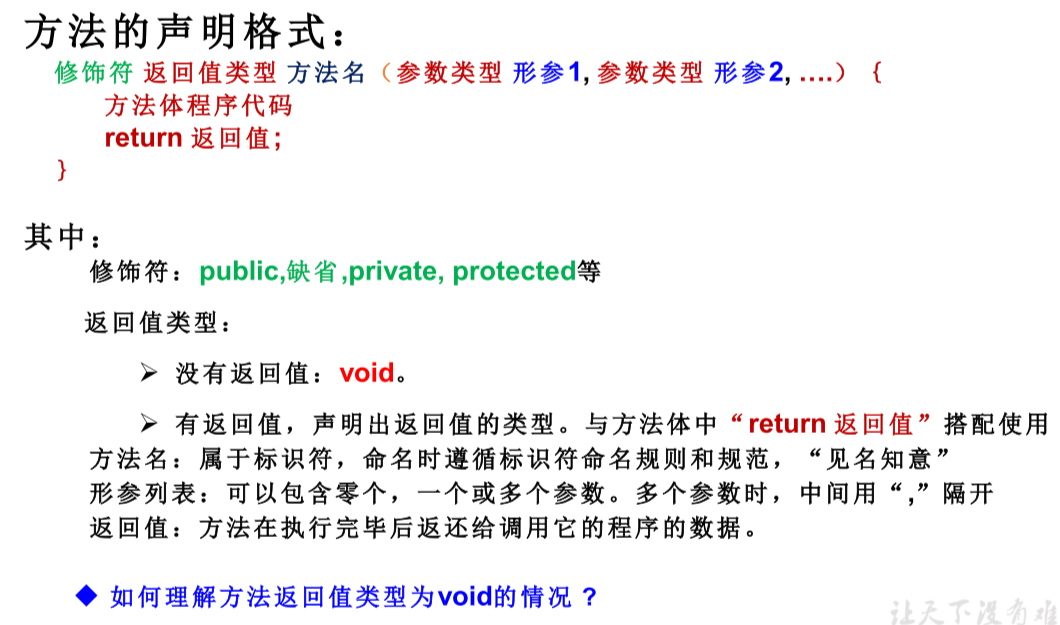 方法的声明格式：
修饰符 返回值类型 方法名（参数类型 形参1, 参数类型 形参2, ….）｛
方法体程序代码
return 返回值;
｝
其中：
修饰符：public,缺省,private, protected等
返回值类型：
➢ 没有返回值：void。
➢ 有返回值，声明出返回值的类型。与方法体中“return 返回值”搭配使用
方法名：属于标识符，命名时遵循标识符命名规则和规范，“见名知意”
形参列表：可以包含零个，一个或多个参数。多个参数时，中间用“,”隔开
返回值：方法在执行完毕后返还给调用它的程序的数据。
◆ 如何理解方法返回值类型为void的情况 ?
让天下没有难